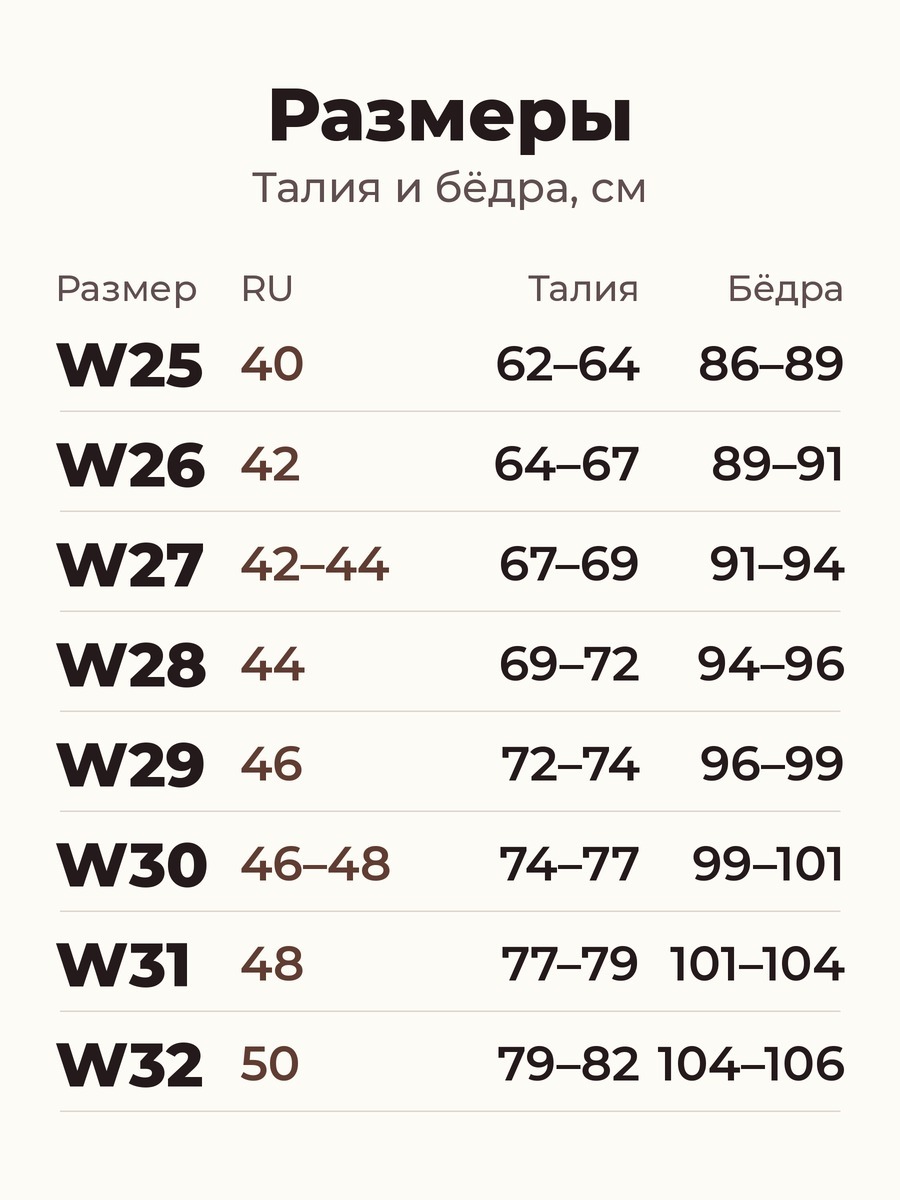 Размеры
Талия и бёдра, см
Размер RU Талия Бёдра
W25 40 62–64 86–89
W26 42 64–67 89–91
W27 42–44 67–69 91–94
W28 44 69–72 94–96
W29 46 72–74 96–99
W30 46–48 74–77 99–101
W31 48 77–79 101–104
W32 50 79–82 104–106